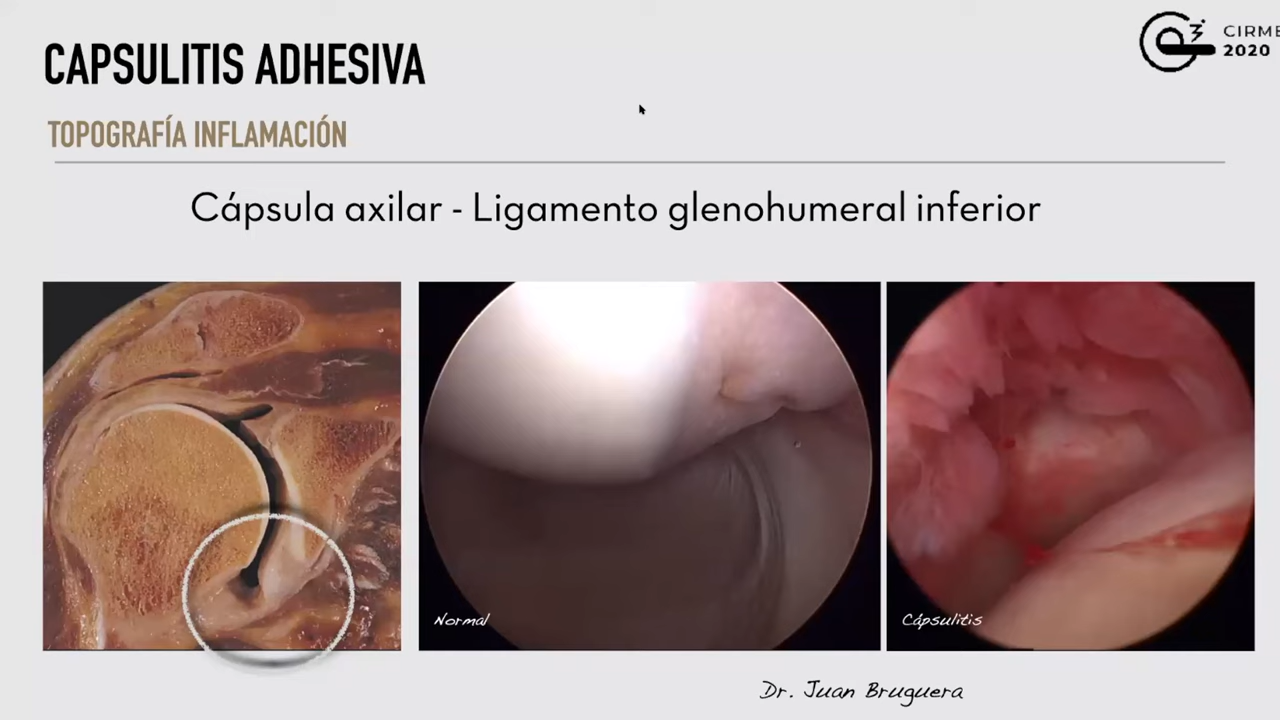 CIRME
2020
CAPSULITIS ADHESIVA
TOPOGRAFÍA INFLAMACIÓN
Cápsula axilar - Ligamento glenohumeral inferior
Normal
Cápsulitis
Dr. Juan Bruguera